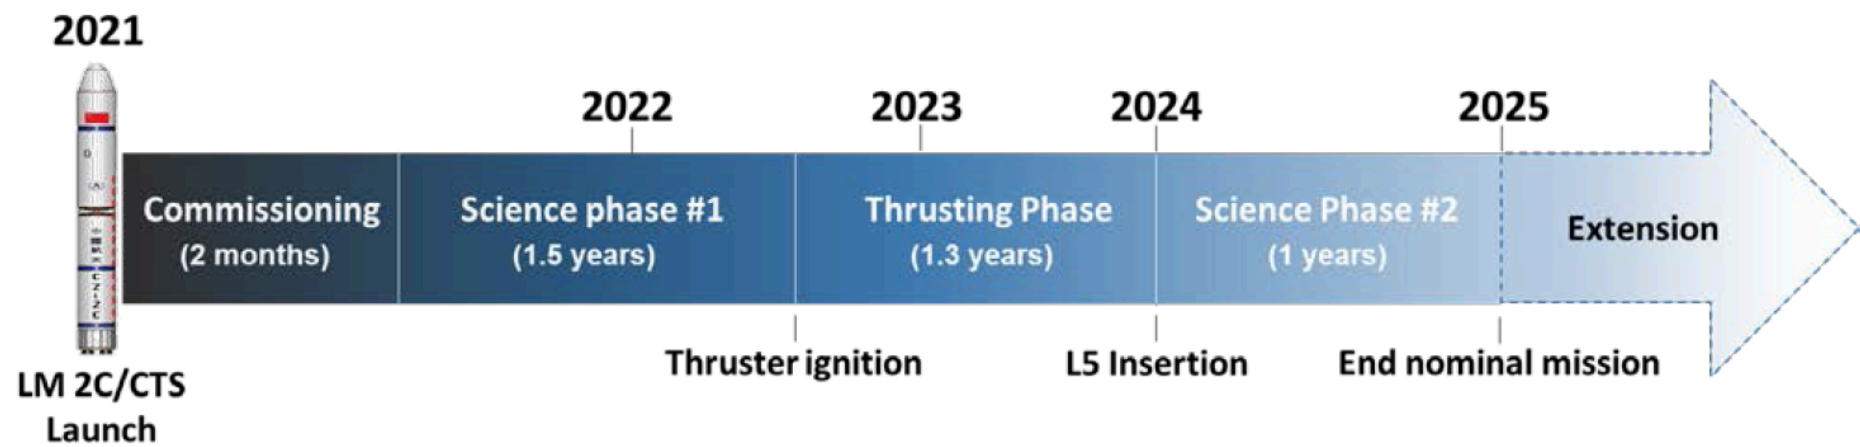 2021
2022
2023
2024
2025
Commissioning
(2 months)
Science phase #1
(1.5 years)
Thrusting Phase
(1.3 years)
Science Phase #2
(1 years)
Extension
Thruster ignition
L5 Insertion
End nominal mission
LM 2C/CTS
Launch